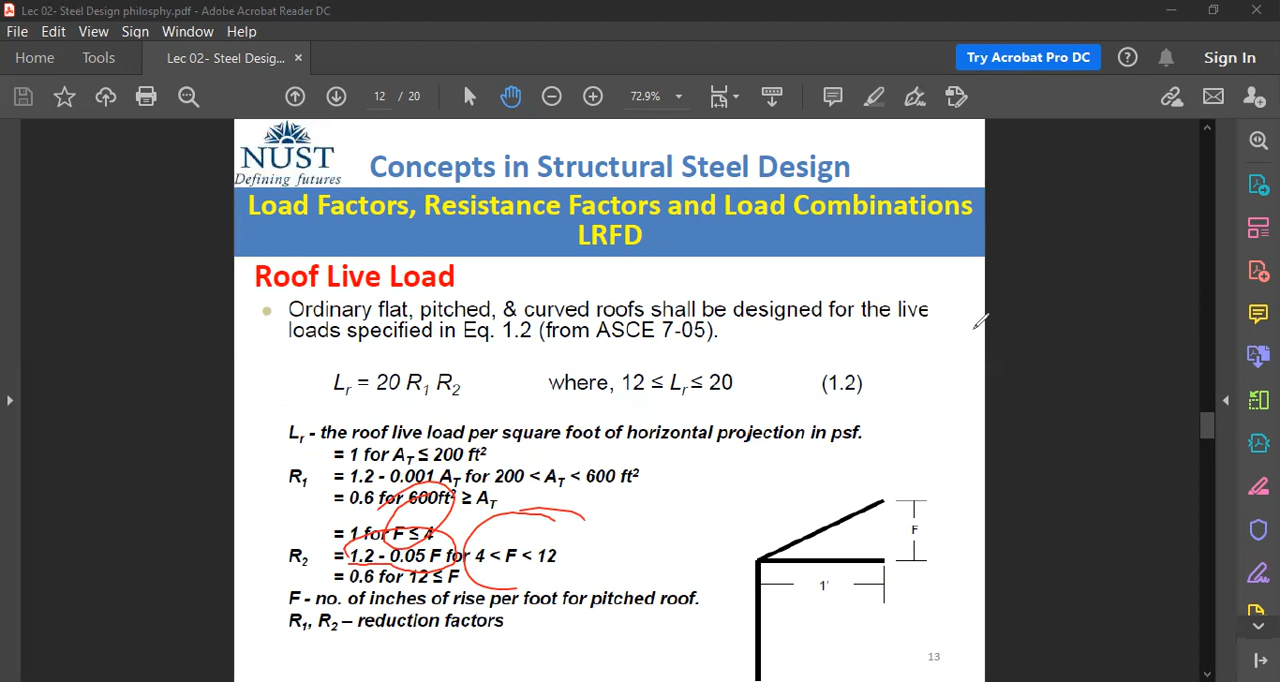 Lec 02- Steel Design philosphy.pdf - Adobe Acrobat Reader DC
File Edit View Sign Window Help
Home Tools Lec 02- Steel Desig... × Try Acrobat Pro DC Sign In
12 / 20 72.9%
NUST
Defining futures
Concepts in Structural Steel Design
Load Factors, Resistance Factors and Load Combinations
LRFD
Roof Live Load
Ordinary flat, pitched, & curved roofs shall be designed for the live
loads specified in Eq. 1.2 (from ASCE 7-05).
Lr = 20 R1 R2 where, 12 ≤ Lr ≤ 20 (1.2)
Lr - the roof live load per square foot of horizontal projection in psf.
= 1 for AT ≤ 200 ft²
R1 = 1.2 - 0.001 AT for 200 < AT < 600 ft²
= 0.6 for 600ft² ≥ AT
= 1 for F ≤ 4
R2 = 1.2 - 0.05 F for 4 < F < 12
= 0.6 for 12 ≤ F
F - no. of inches of rise per foot for pitched roof.
R1, R2 – reduction factors
F
1'
13